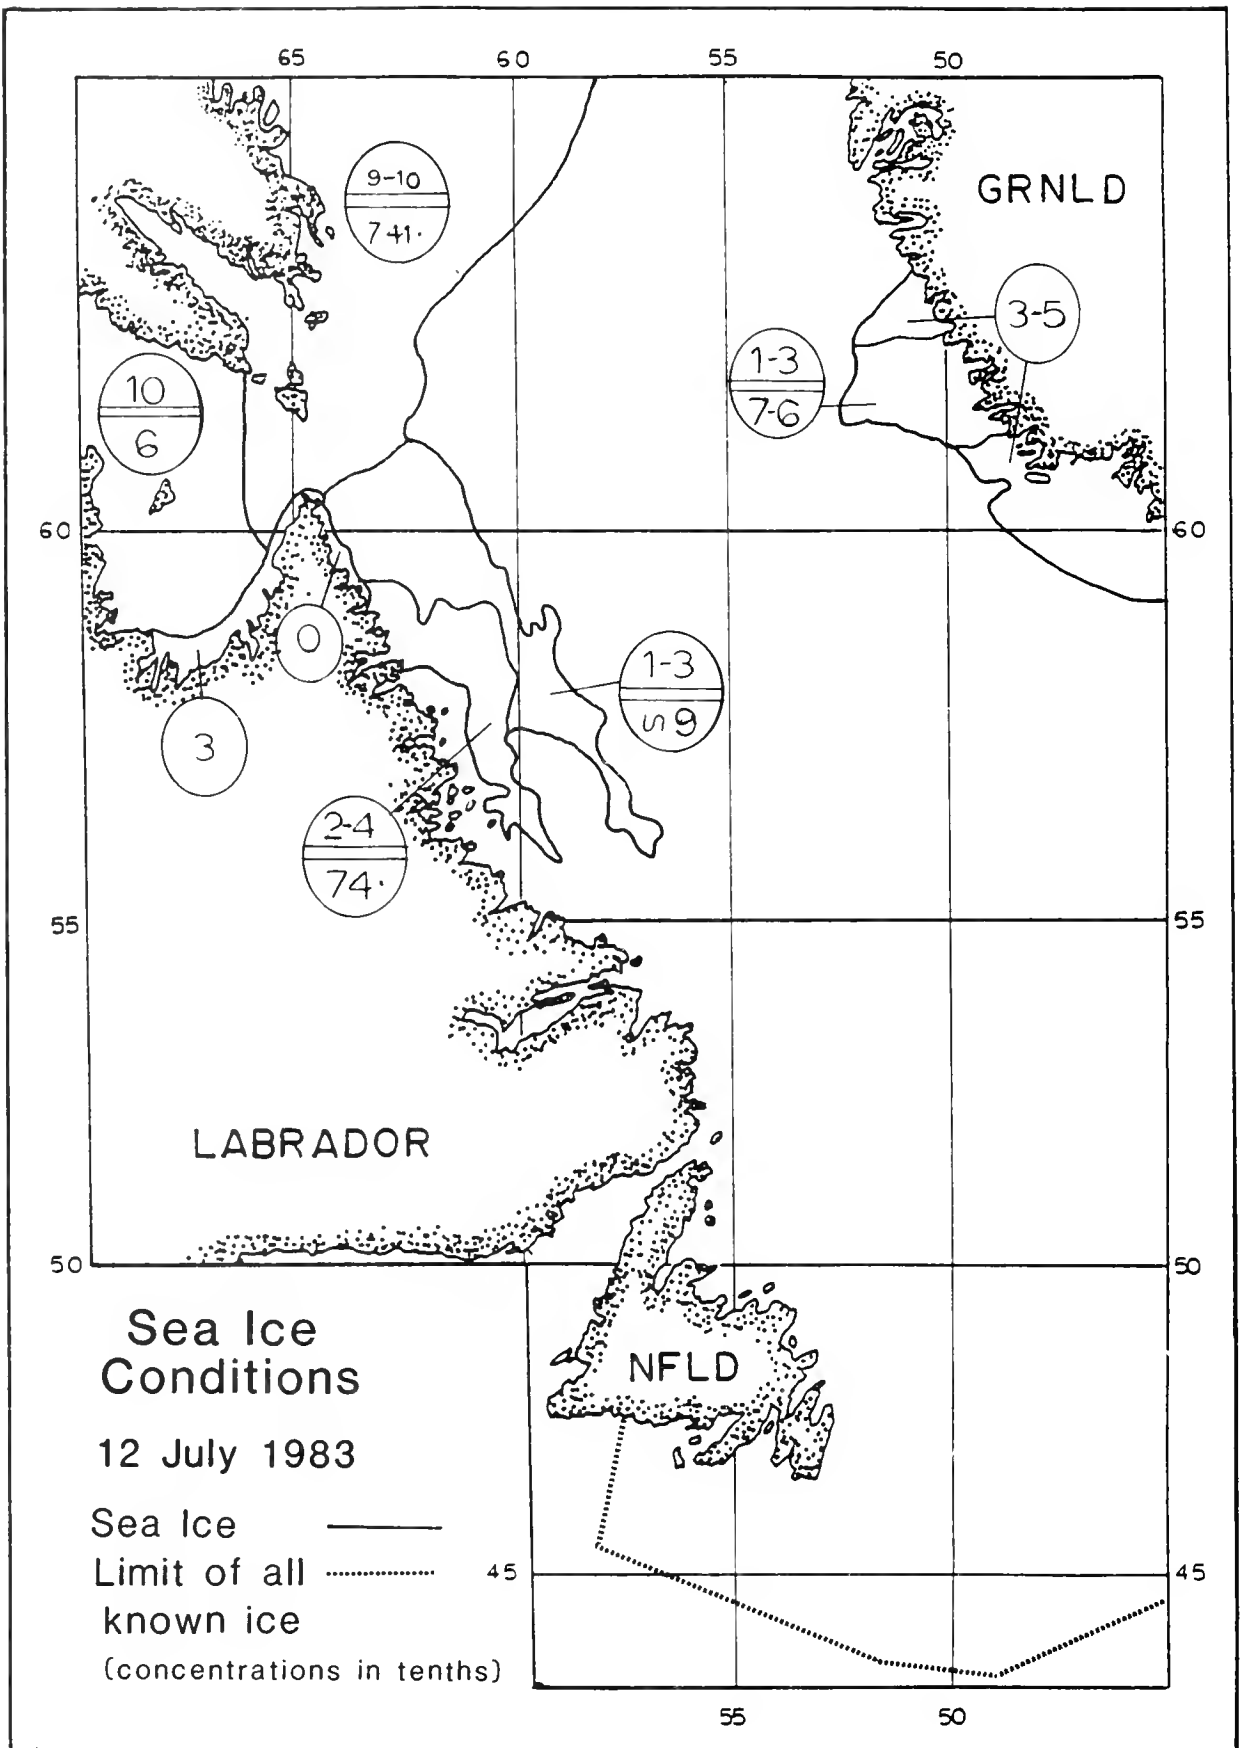 65 60 55 50
9-10
741·
GRNLD
3-5
1-3
7-6
10
6
60 60
0
1-3
9
3
2-4
74·
55 55
LABRADOR
50 50
Sea Ice
Conditions
NFLD
12 July 1983
Sea Ice
Limit of all
45 45
known ice
(concentrations in tenths)
55 50